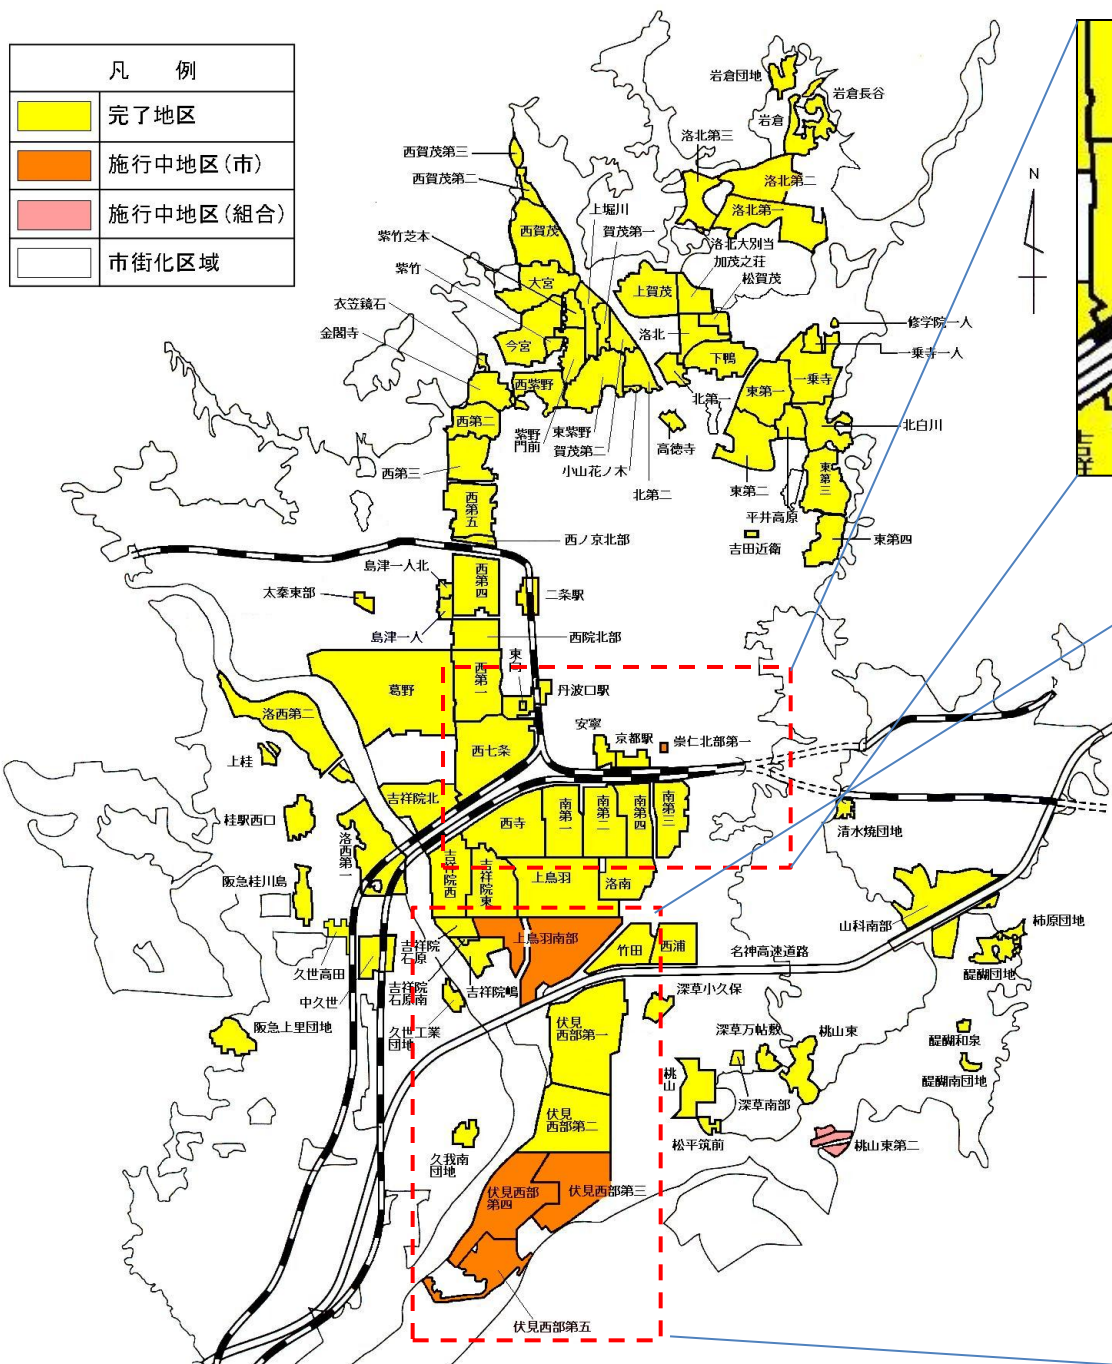 凡 例
完了地区
施行中地区(市)
施行中地区(組合)
市街化区域
N
岩倉団地
岩倉長谷
岩倉
洛北第三
洛北第二
洛北第一
西賀茂第三
西賀茂第二
上堀川
賀茂第一
西賀茂
紫竹芝本
紫竹
大宮
洛北大別当
加茂之荘
松賀茂
上賀茂
衣笠鏡石
金閣寺
今宮
洛北
下鴨
修学院一人
一乗寺一人
一乗寺
東第一
北第一
西紫野
西第二
紫野
門前
東紫野
賀茂第二
小山花ノ木
北第二
高徳寺
北白川
東第二
東第三
平井高原
吉田近衛
東第四
西第三
西第五
西ノ京北部
島津一人北
西第四
二条駅
太秦東部
島津一人
西院北部
東向
西第一
丹波口駅
葛野
洛西第二
安寧
京都駅
崇仁北部第一
西七条
上桂
吉祥院北
桂駅西口
洛西第一
西寺
南第一
南第二
南第四
南第三
清水焼団地
吉祥院西
吉祥院東
上鳥羽
洛南
阪急桂川島
山科南部
柿原団地
上鳥羽南部
竹田
西浦
名神高速道路
醍醐団地
久世高田
吉祥院
石原
吉祥院嶋
中久世
吉祥院
石原南
深草小久保
久世工業
団地
阪急上里団地
伏見
西部第一
深草万帖敷
桃山東
醍醐和泉
醍醐南団地
桃山
深草南部
伏見
西部第二
松平筑前
桃山東第二
久我南
団地
伏見西部
第四
伏見西部第三
伏見西部第五